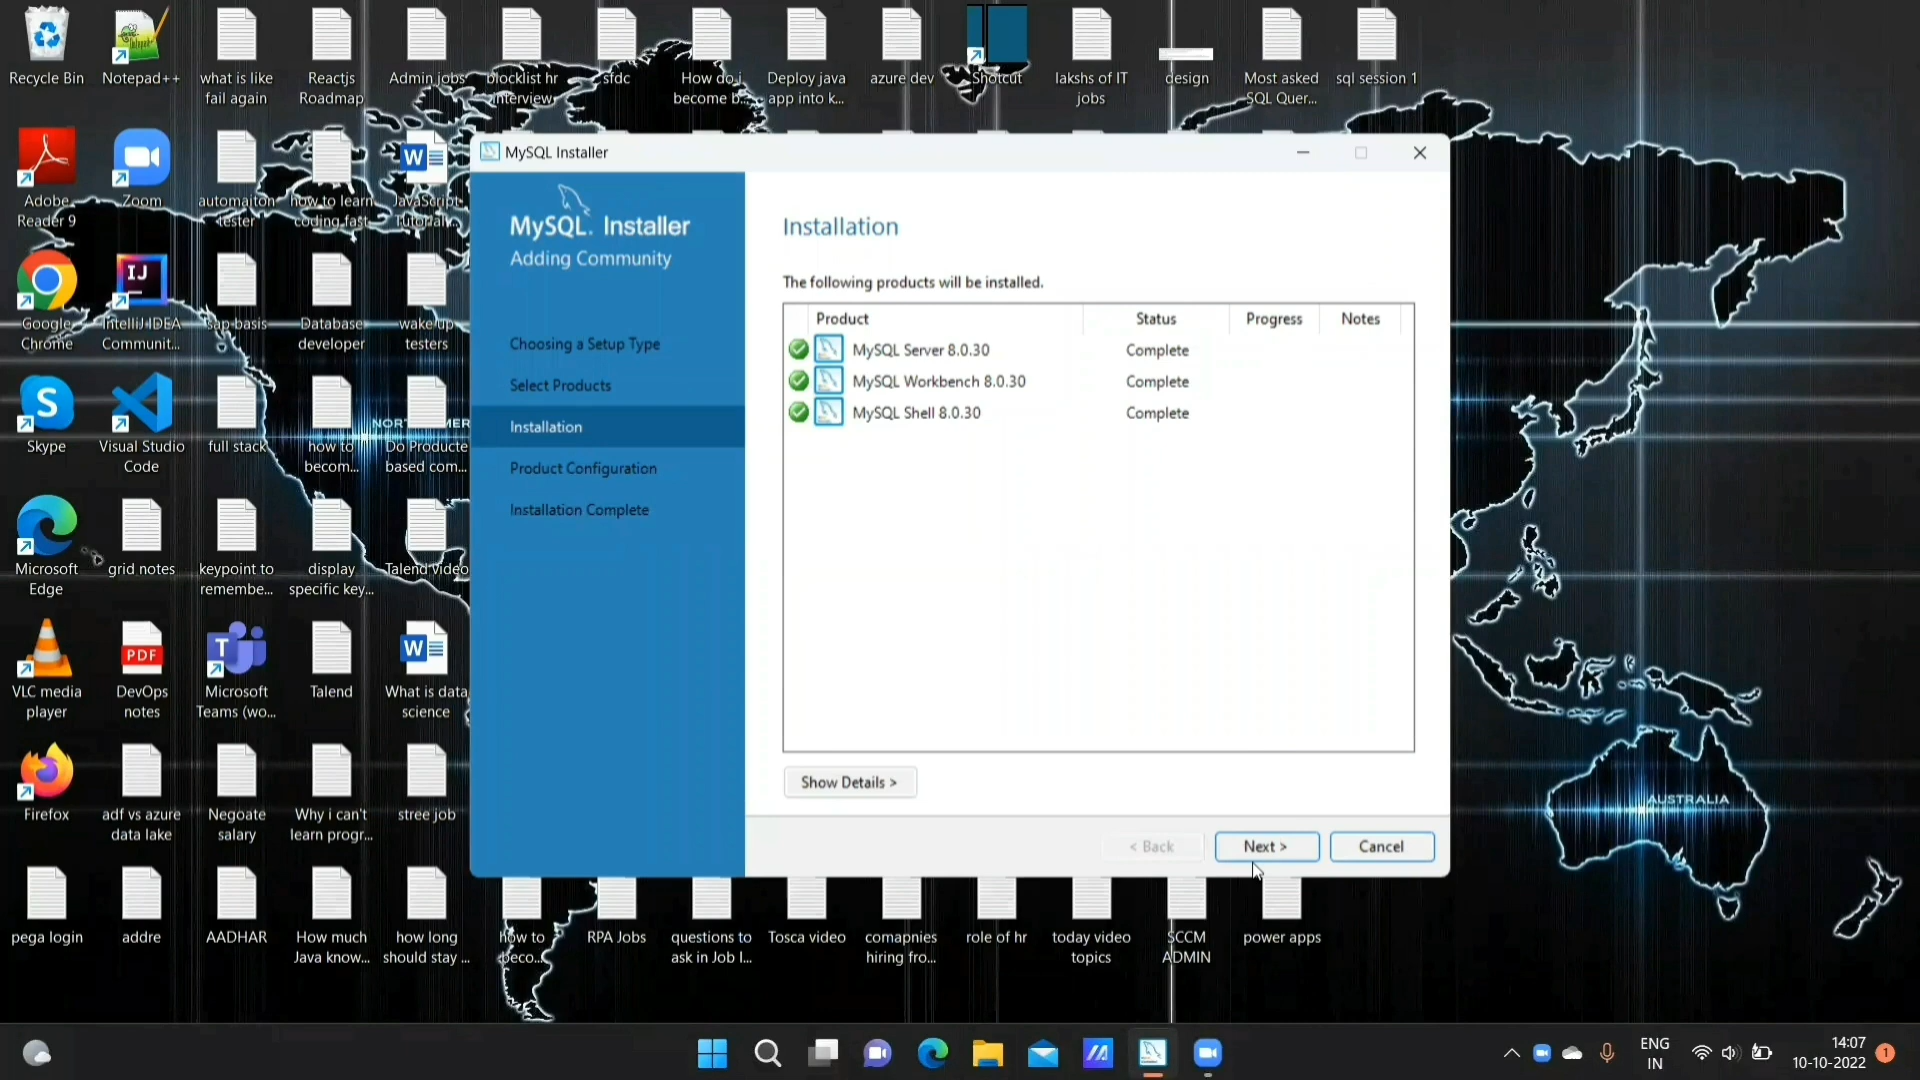 Recycle Bin
Notepad++
what is like
fail again
Reactjs
Roadmap
Admin jobs
blocklist hr
interview
sfdc
How do i
become b...
Deploy java
app into k...
azure dev
Shotcut
lakshs of IT
jobs
design
Most asked
SQL Quer...
sql session 1
Adobe
Reader 9
Zoom
automaiton
tester
how to learn
coding fast
JavaScript
Tutorial...
Google
Chrome
IntelliJ IDEA
Communit...
sap basis
Database
developer
wake up
testers
Skype
Visual Studio
Code
full stack
how to
becom...
Do Producte
based com...
Microsoft
Edge
grid notes
keypoint to
remembe...
display
specific key...
Talend video
VLC media
player
DevOps
notes
Microsoft
Teams (wo...
Talend
What is data
science
Firefox
adf vs azure
data lake
Negoate
salary
Why i can't
learn progr...
stree job
pega login
addre
AADHAR
How much
Java know...
how long
should stay ...
how to
beco...
RPA Jobs
questions to
ask in Job I...
Tosca video
comapnies
hiring fro...
role of hr
today video
topics
SCCM
ADMIN
power apps
MySQL Installer
MySQL. Installer
Adding Community
Choosing a Setup Type
Select Products
Installation
Product Configuration
Installation Complete
Installation
The following products will be installed.
Product Status Progress Notes
MySQL Server 8.0.30 Complete
MySQL Workbench 8.0.30 Complete
MySQL Shell 8.0.30 Complete
Show Details >
< Back Next > Cancel
AUSTRALIA
PDF
IJ
ENG
IN
14:07
10-10-2022
1